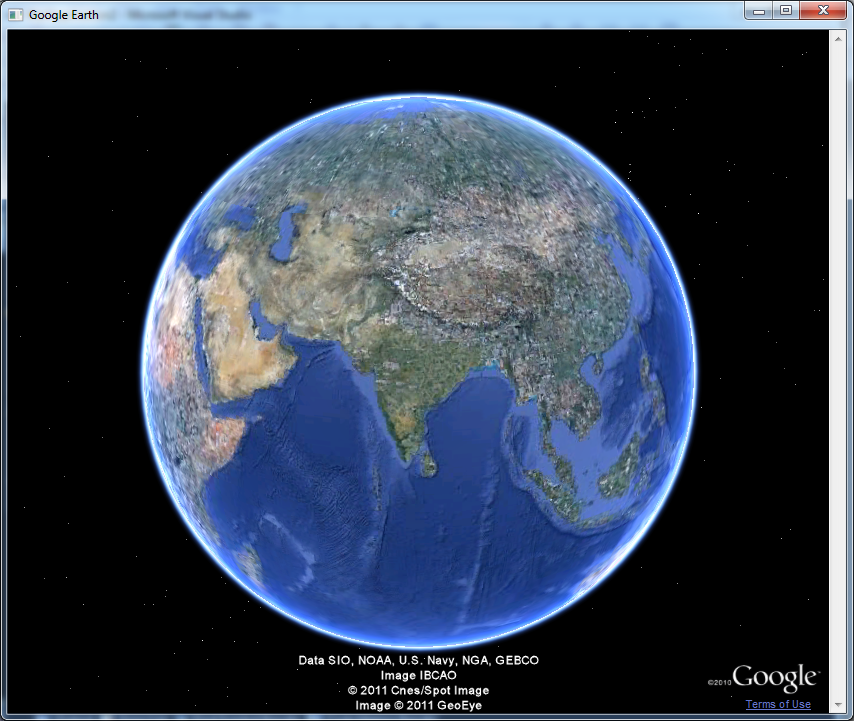 Google Earth
Data SIO, NOAA, U.S. Navy, NGA, GEBCO
Image IBCAO
© 2011 Cnes/Spot Image
Image © 2011 GeoEye
©2010 Google™
Terms of Use